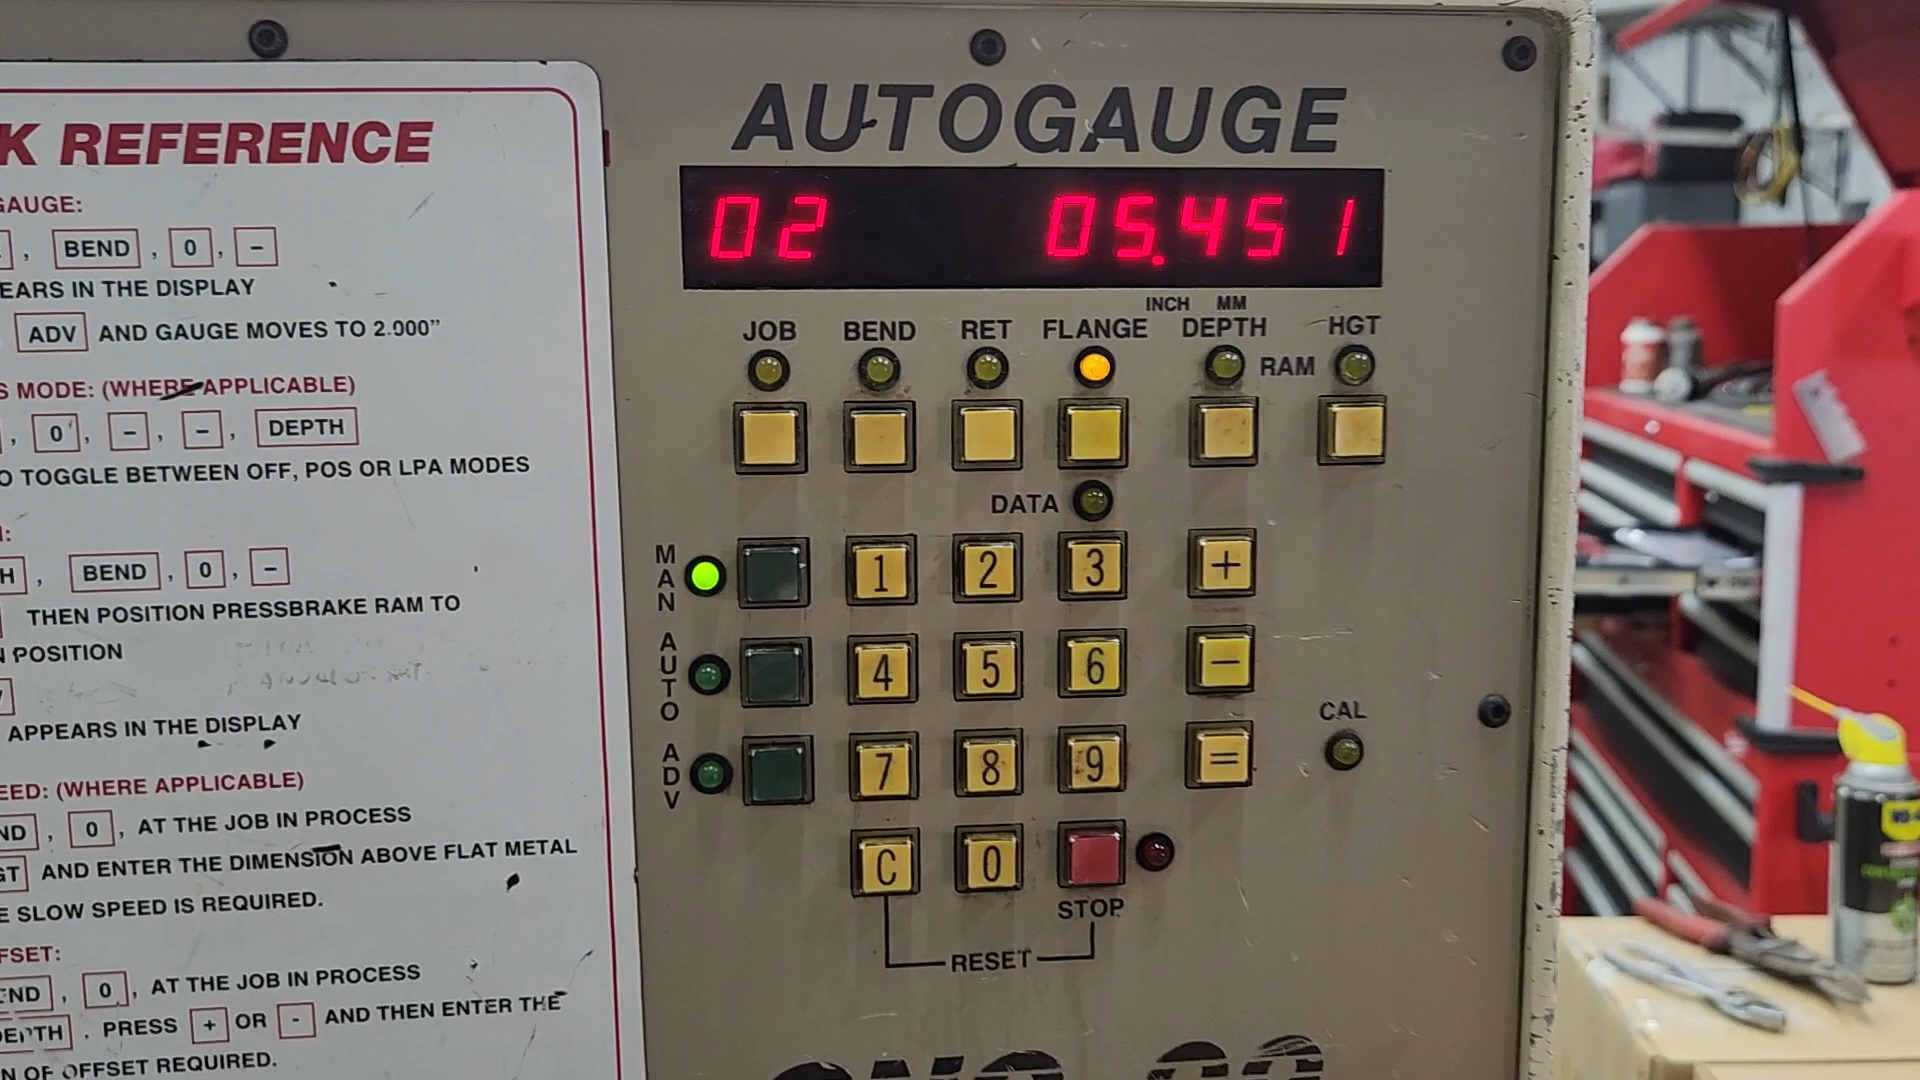 K REFERENCE
GAUGE:
, BEND , 0 , -
EARS IN THE DISPLAY
ADV AND GAUGE MOVES TO 2.000"
S MODE: (WHERE APPLICABLE)
, 0 , - , - , DEPTH
O TOGGLE BETWEEN OFF, POS OR LPA MODES
H , BEND , 0 , -
THEN POSITION PRESSBRAKE RAM TO
N POSITION
APPEARS IN THE DISPLAY
EED: (WHERE APPLICABLE)
ND , 0 , AT THE JOB IN PROCESS
GT AND ENTER THE DIMENSION ABOVE FLAT METAL
E SLOW SPEED IS REQUIRED.
FSET:
END , 0 , AT THE JOB IN PROCESS
DEPTH . PRESS + OR - AND THEN ENTER THE
N OF OFFSET REQUIRED.
AUTOGAUGE
02 05.451
INCH MM
JOB BEND RET FLANGE DEPTH RAM HGT
DATA
MAN 1 2 3 +
AUTO 4 5 6 -
CAL
ADV 7 8 9 =
C 0
STOP
RESET